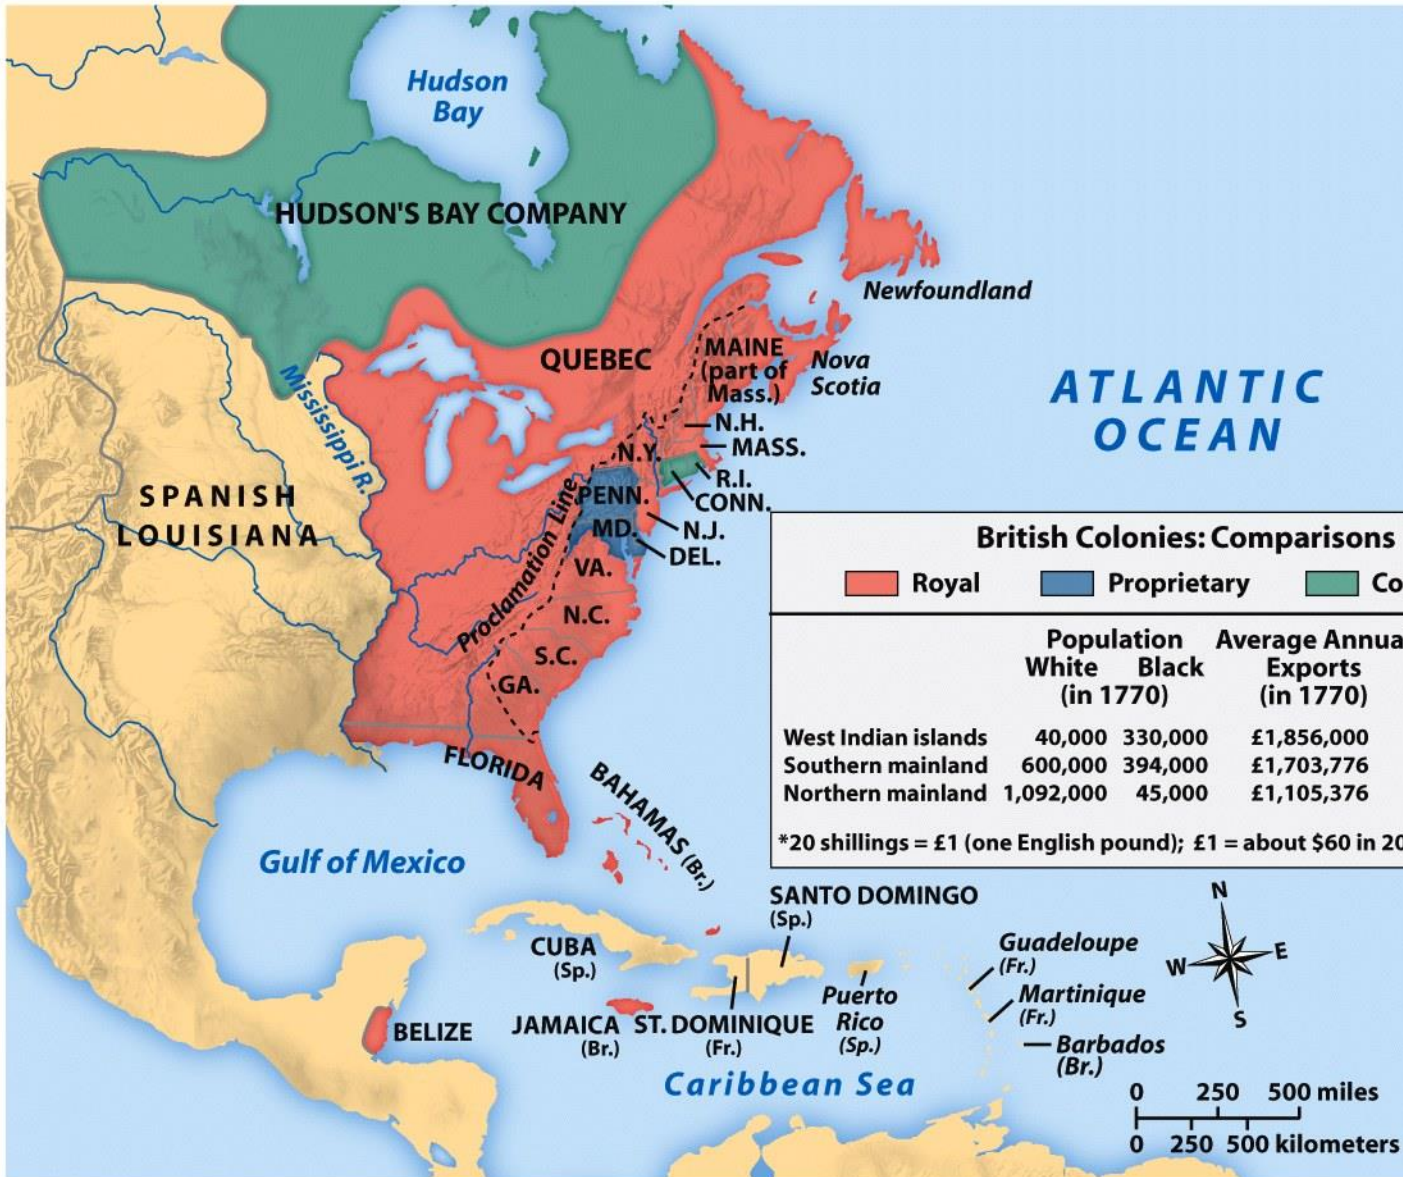 Hudson
Bay
HUDSON'S BAY COMPANY
Newfoundland
QUEBEC
MAINE
(part of
Mass.)
Nova
Scotia
ATLANTIC
OCEAN
Mississippi R.
N.H.
MASS.
N.Y.
R.I.
CONN.
SPANISH
LOUISIANA
PENN.
MD.
N.J.
DEL.
Proclamation Line
VA.
N.C.
S.C.
GA.
FLORIDA
British Colonies: Comparisons
Royal Proprietary Co
Population Average Annua
White Black Exports
(in 1770) (in 1770)
West Indian islands 40,000 330,000 £1,856,000
Southern mainland 600,000 394,000 £1,703,776
Northern mainland 1,092,000 45,000 £1,105,376
*20 shillings = £1 (one English pound); £1 = about $60 in 20
BAHAMAS (Br.)
Gulf of Mexico
SANTO DOMINGO
(Sp.)
CUBA
(Sp.)
Guadeloupe
(Fr.)
N
W E
S
Puerto
Rico
(Sp.)
Martinique
(Fr.)
BELIZE
JAMAICA
(Br.)
ST. DOMINIQUE
(Fr.)
Barbados
(Br.)
Caribbean Sea
0 250 500 miles
0 250 500 kilometers